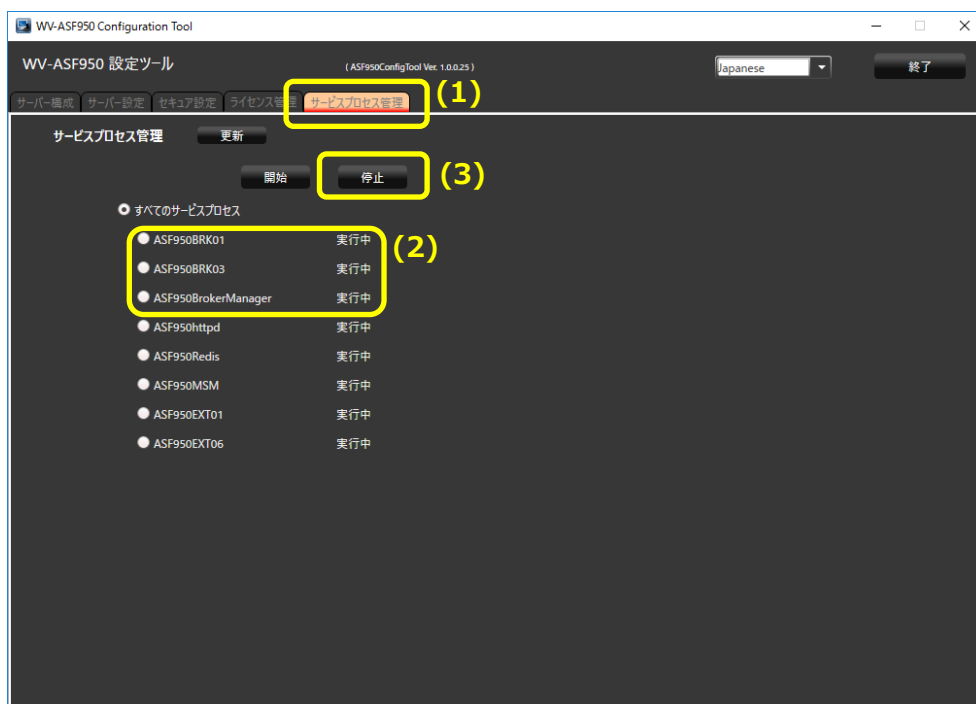 WV-ASF950 Configuration Tool
WV-ASF950 設定ツール
( ASF950ConfigTool Ver. 1.0.0.25 )
Japanese
終了
サーバー構成 サーバー設定 セキュア設定 ライセンス管理 サービスプロセス管理 (1)
サービスプロセス管理 更新
開始 停止 (3)
すべてのサービスプロセス
ASF950BRK01 実行中 (2)
ASF950BRK03 実行中
ASF950BrokerManager 実行中
ASF950httpd 実行中
ASF950Redis 実行中
ASF950MSM 実行中
ASF950EXT01 実行中
ASF950EXT06 実行中